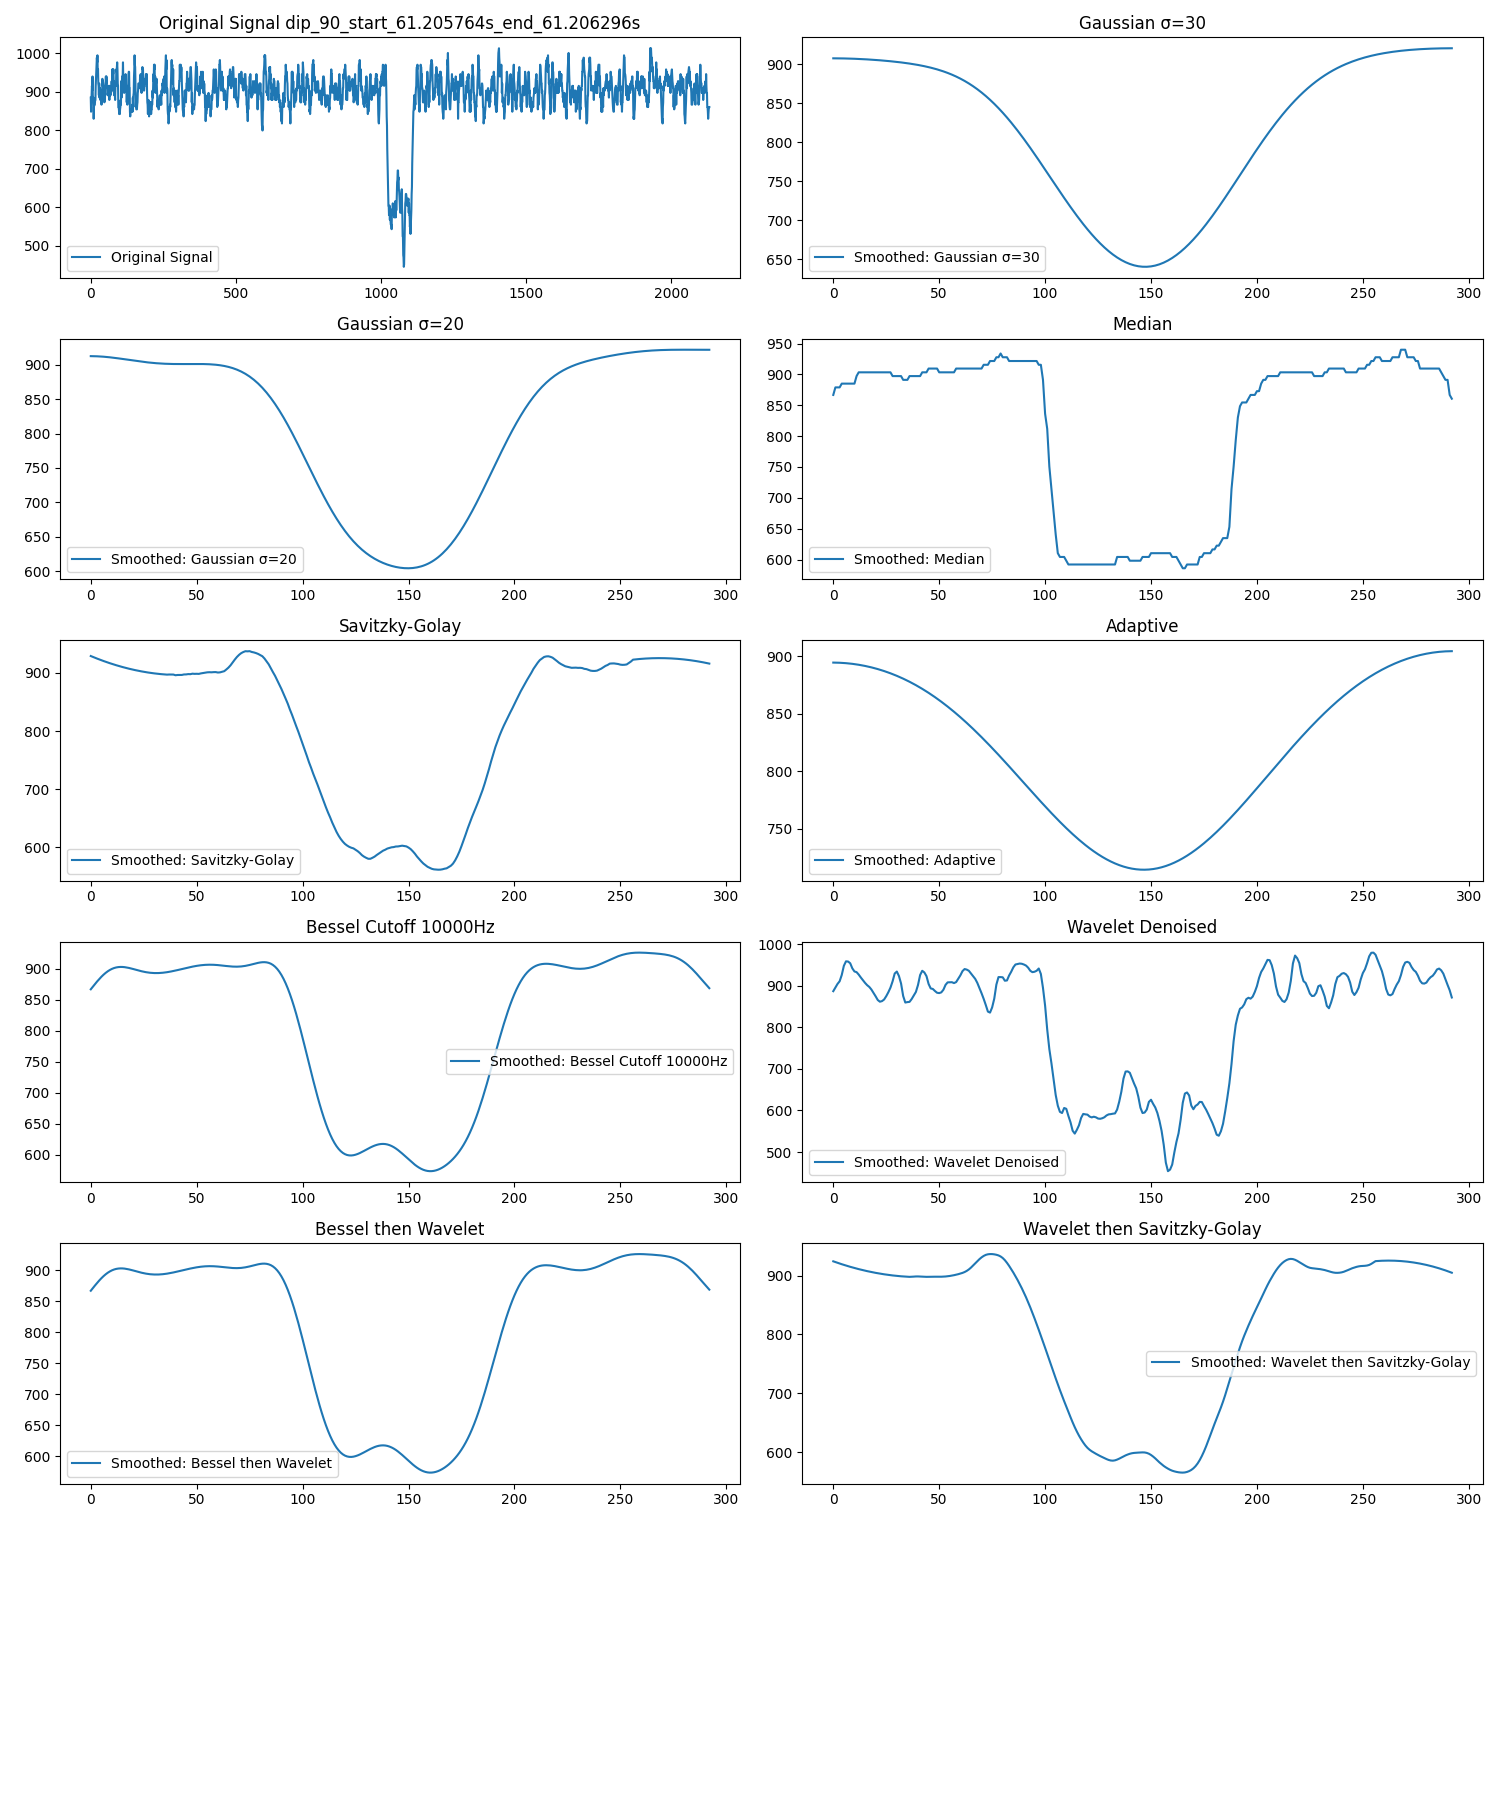 Original Signal dip_90_start_61.205764s_end_61.206296s
1000
900
800
700
600
500
Original Signal
0 500 1000 1500 2000
Gaussian σ=30
900
850
800
750
700
650
Smoothed: Gaussian σ=30
0 50 100 150 200 250 300
Gaussian σ=20
900
850
800
750
700
650
600
Smoothed: Gaussian σ=20
0 50 100 150 200 250 300
Median
950
900
850
800
750
700
650
600
Smoothed: Median
0 50 100 150 200 250 300
Savitzky-Golay
900
800
700
600
Smoothed: Savitzky-Golay
0 50 100 150 200 250 300
Adaptive
900
850
800
750
Smoothed: Adaptive
0 50 100 150 200 250 300
Bessel Cutoff 10000Hz
900
850
800
750
700
650
600
Smoothed: Bessel Cutoff 10000Hz
0 50 100 150 200 250 300
Wavelet Denoised
1000
900
800
700
600
500
Smoothed: Wavelet Denoised
0 50 100 150 200 250 300
Bessel then Wavelet
900
850
800
750
700
650
600
Smoothed: Bessel then Wavelet
0 50 100 150 200 250 300
Wavelet then Savitzky-Golay
900
800
700
600
Smoothed: Wavelet then Savitzky-Golay
0 50 100 150 200 250 300